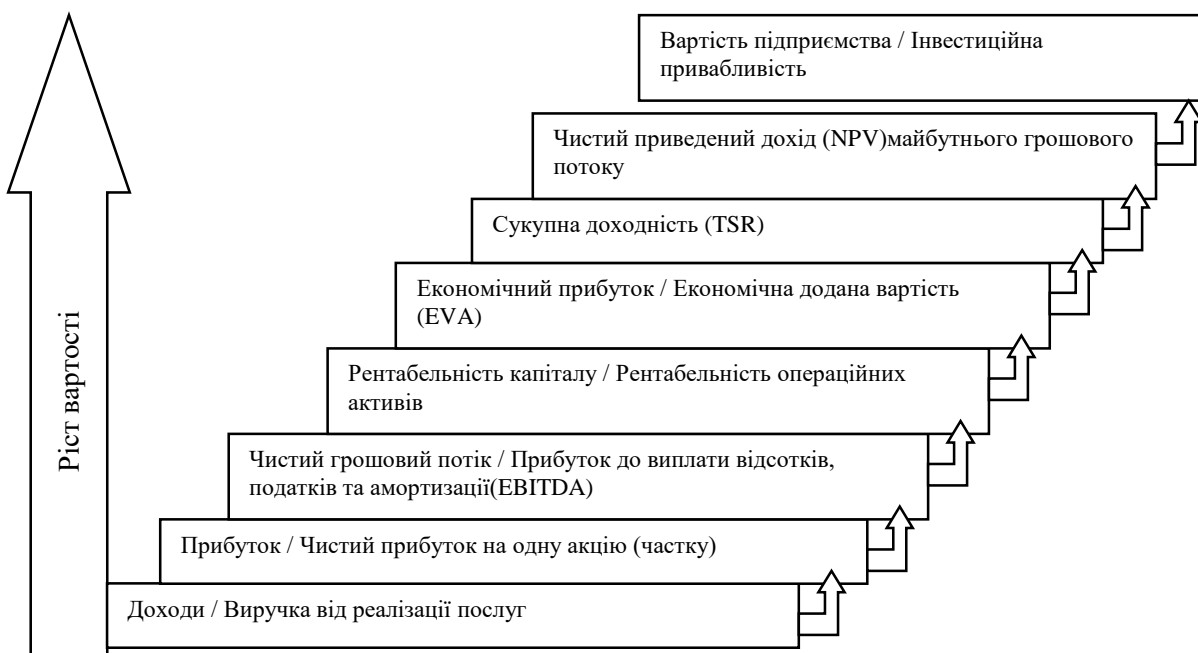 Вартість підприємства / Інвестиційна
привабливість
Чистий приведений дохід (NPV)майбутнього грошового
потоку
Сукупна доходність (TSR)
Економічний прибуток / Економічна додана вартість
(EVA)
Рентабельність капіталу / Рентабельність операційних
активів
Чистий грошовий потік / Прибуток до виплати відсотків,
податків та амортизації(EBITDA)
Прибуток / Чистий прибуток на одну акцію (частку)
Доходи / Виручка від реалізації послуг
Ріст вартості